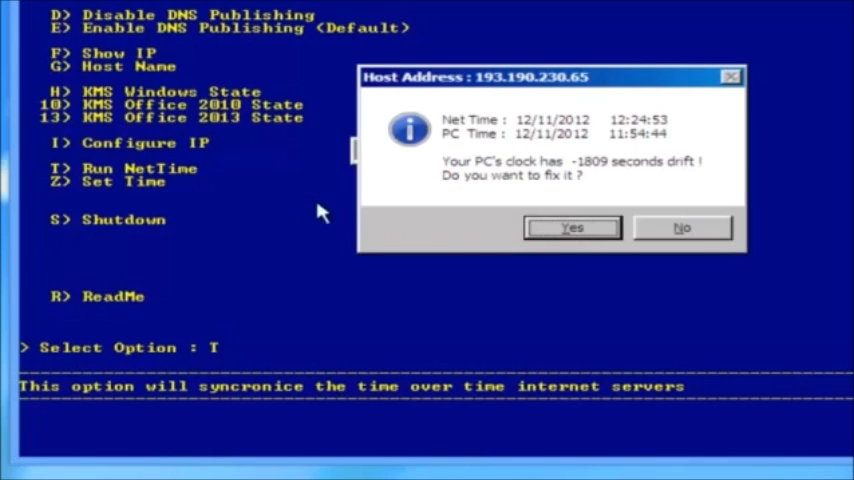 D> Disable DNS Publishing
E> Enable DNS Publishing <Default>
F> Show IP
G> Host Name
H> KMS Windows State
10> KMS Office 2010 State
13> KMS Office 2013 State
I> Configure IP
T> Run NetTime
Z> Set Time
S> Shutdown
R> ReadMe
> Select Option : T
This option will syncronice the time over time internet servers
Host Address : 193.190.230.65
Net Time : 12/11/2012 12:24:53
PC Time : 12/11/2012 11:54:44
Your PC's clock has -1809 seconds drift !
Do you want to fix it ?
Yes
No